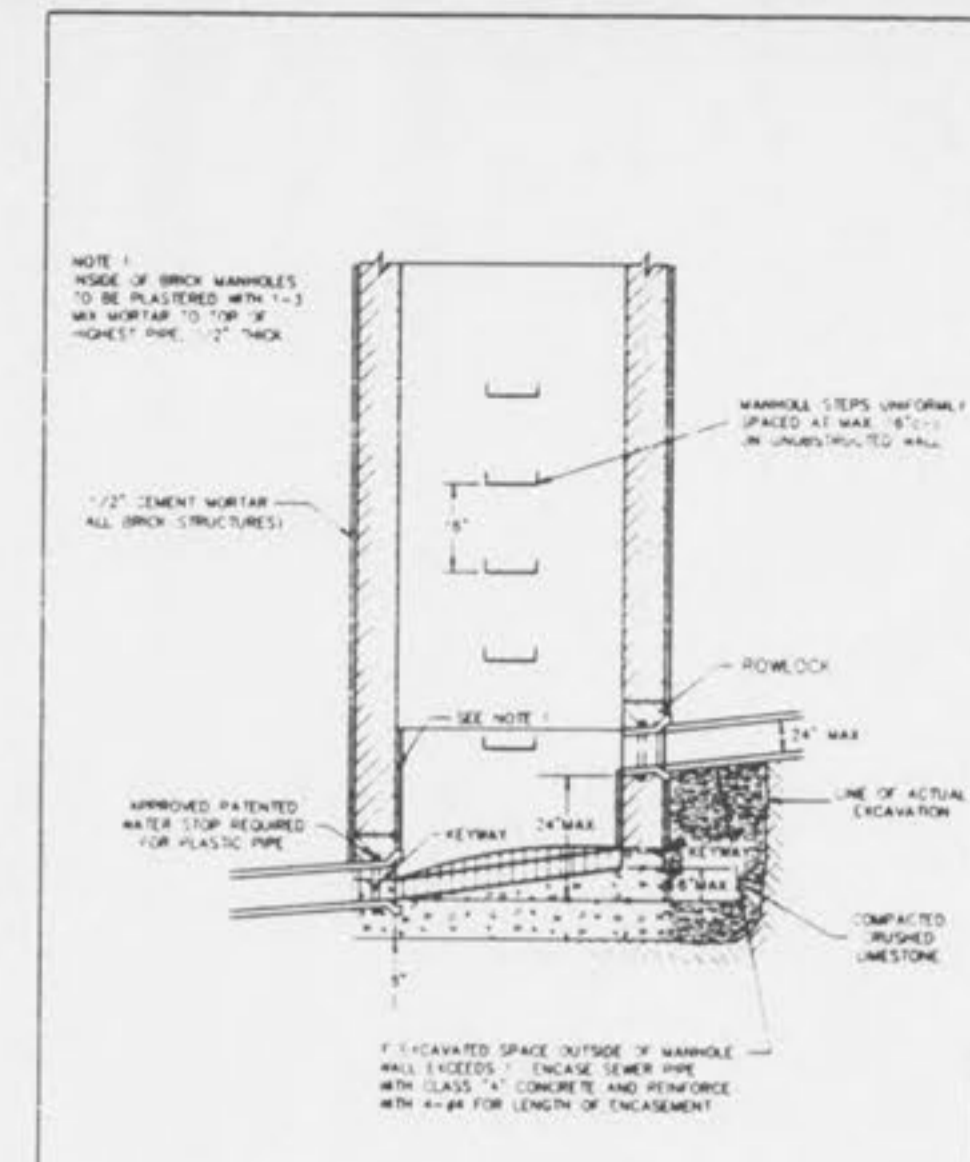 NOTE 1
INSIDE OF BRICK MANHOLES
TO BE PLASTERED WITH 1-3
MIX MORTAR TO TOP OF
HIGHEST PIPE, 1/2" THICK
MANHOLE STEPS UNIFORMLY
SPACED AT MAX. 16"
ON UNOBSTRUCTED WALL
1/2" CEMENT MORTAR
ALL (BRICK STRUCTURES)
16"
ROWLOCK
SEE NOTE 1
24" MAX
APPROVED PATENTED
WATER STOP REQUIRED
FOR PLASTIC PIPE
KEYWAY
24" MAX
LINE OF ACTUAL
EXCAVATION
KEYWAY
6" MAX
COMPACTED
CRUSHED
LIMESTONE
EXCAVATED SPACE OUTSIDE OF MANHOLE
WALL EXCEEDS ENCASE SEWER PIPE
WITH CLASS "A" CONCRETE AND REINFORCE
WITH 4-#4 FOR LENGTH OF ENCASEMENT